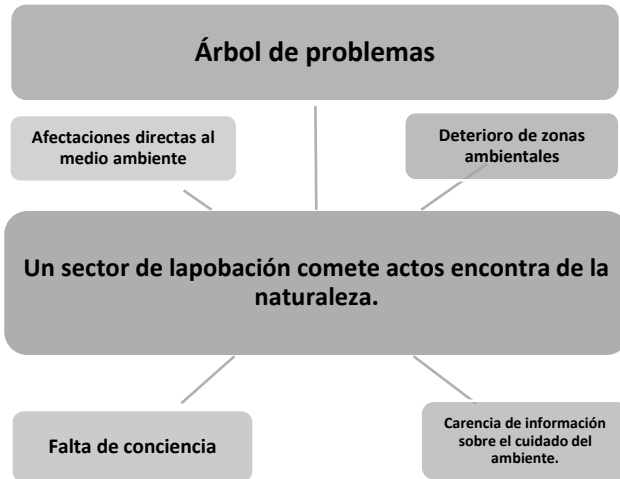 Árbol de problemas
Afectaciones directas al
medio ambiente
Deterioro de zonas
ambientales
Un sector de lapobación comete actos encontra de la
naturaleza.
Falta de conciencia
Carencia de información
sobre el cuidado del
ambiente.